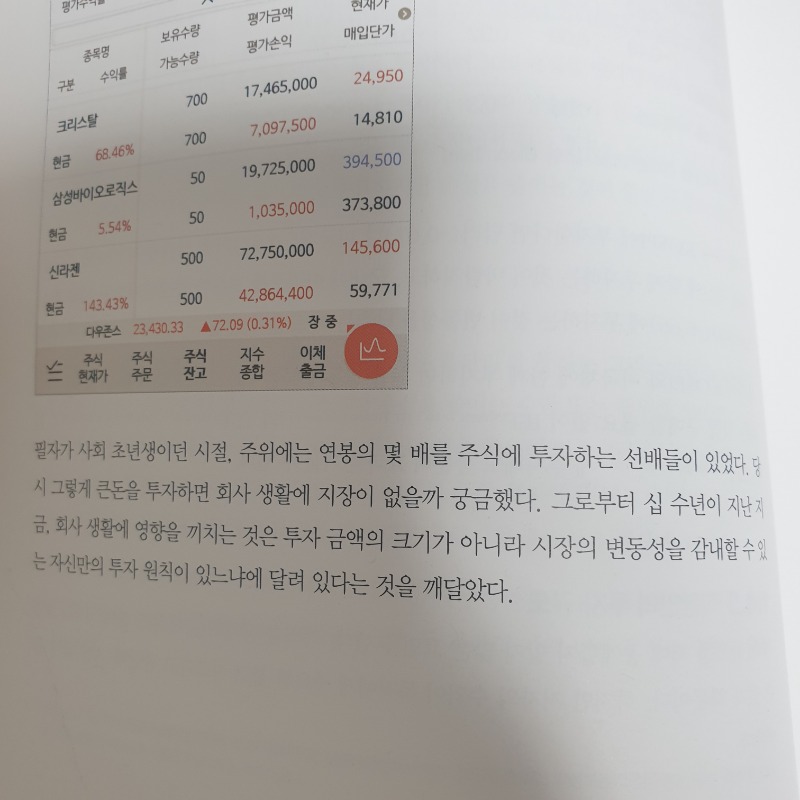 평가수익률
평가금액 현재가
종목명 보유수량 평가손익 매입단가
구분 수익률 가능수량
크리스탈 700 17,465,000 24,950
현금 68.46% 700 7,097,500 14,810
삼성바이오로직스 50 19,725,000 394,500
현금 5.54% 50 1,035,000 373,800
신라젠 500 72,750,000 145,600
현금 143.43% 500 42,864,400 59,771
다우존스 23,430.33 ▲72.09 (0.31%) 장 중
주식 주식 주식 지수 이체
현재가 주문 잔고 종합 출금
필자가 사회 초년생이던 시절, 주위에는 연봉의 몇 배를 주식에 투자하는 선배들이 있었다. 당
시 그렇게 큰돈을 투자하면 회사 생활에 지장이 없을까 궁금했다. 그로부터 십 수년이 지난 지
금, 회사 생활에 영향을 끼치는 것은 투자 금액의 크기가 아니라 시장의 변동성을 감내할 수 있
는 자신만의 투자 원칙이 있느냐에 달려 있다는 것을 깨달았다.